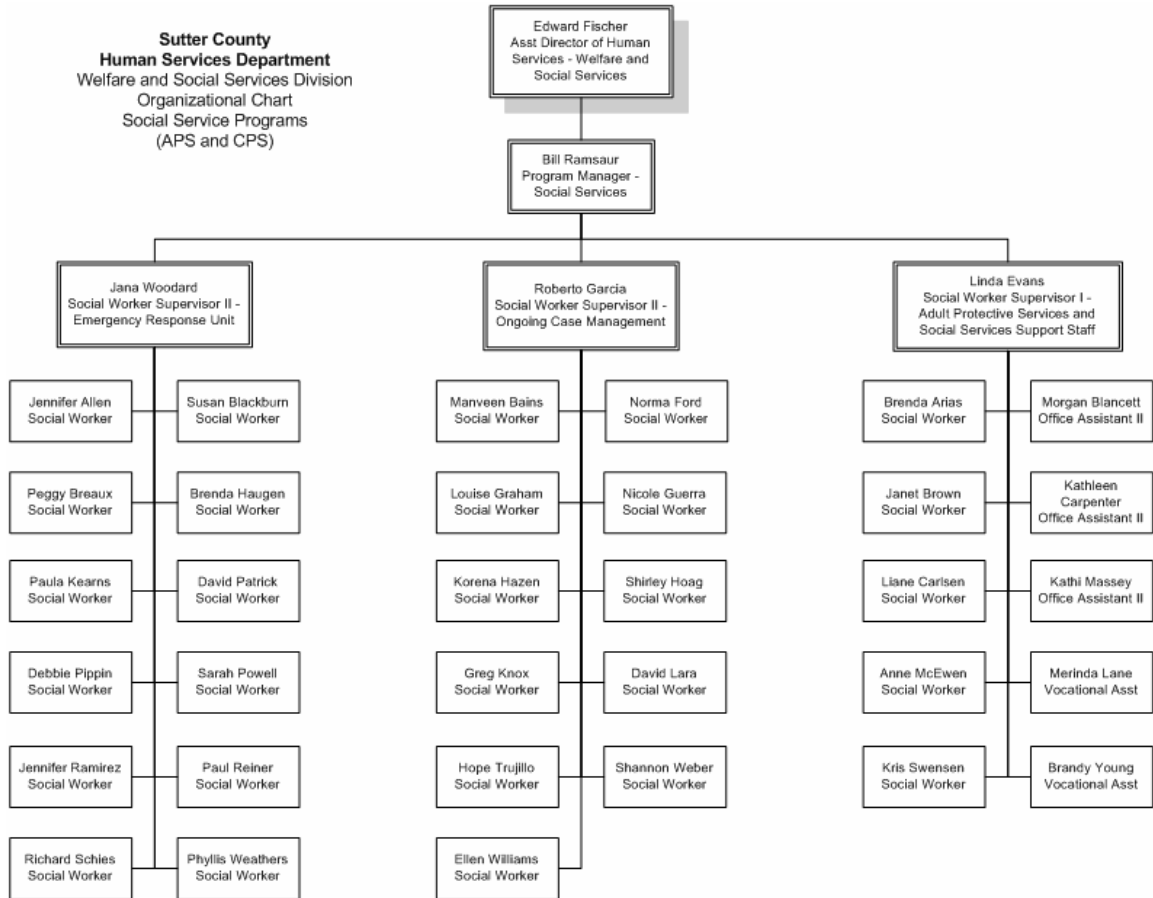 Sutter County
Human Services Department
Welfare and Social Services Division
Organizational Chart
Social Service Programs
(APS and CPS)
Edward Fischer
Asst Director of Human
Services - Welfare and
Social Services
Bill Ramsaur
Program Manager -
Social Services
Jana Woodard
Social Worker Supervisor II -
Emergency Response Unit
Roberto Garcia
Social Worker Supervisor II -
Ongoing Case Management
Linda Evans
Social Worker Supervisor I -
Adult Protective Services and
Social Services Support Staff
Jennifer Allen
Social Worker
Susan Blackburn
Social Worker
Peggy Breaux
Social Worker
Brenda Haugen
Social Worker
Paula Kearns
Social Worker
David Patrick
Social Worker
Debbie Pippin
Social Worker
Sarah Powell
Social Worker
Jennifer Ramirez
Social Worker
Paul Reiner
Social Worker
Richard Schies
Social Worker
Phyllis Weathers
Social Worker
Manveen Bains
Social Worker
Norma Ford
Social Worker
Louise Graham
Social Worker
Nicole Guerra
Social Worker
Korena Hazen
Social Worker
Shirley Hoag
Social Worker
Greg Knox
Social Worker
David Lara
Social Worker
Hope Trujillo
Social Worker
Shannon Weber
Social Worker
Ellen Williams
Social Worker
Brenda Arias
Social Worker
Morgan Blancett
Office Assistant II
Janet Brown
Social Worker
Kathleen
Carpenter
Office Assistant II
Liane Carlsen
Social Worker
Kathi Massey
Office Assistant II
Anne McEwen
Social Worker
Merinda Lane
Vocational Asst
Kris Swensen
Social Worker
Brandy Young
Vocational Asst